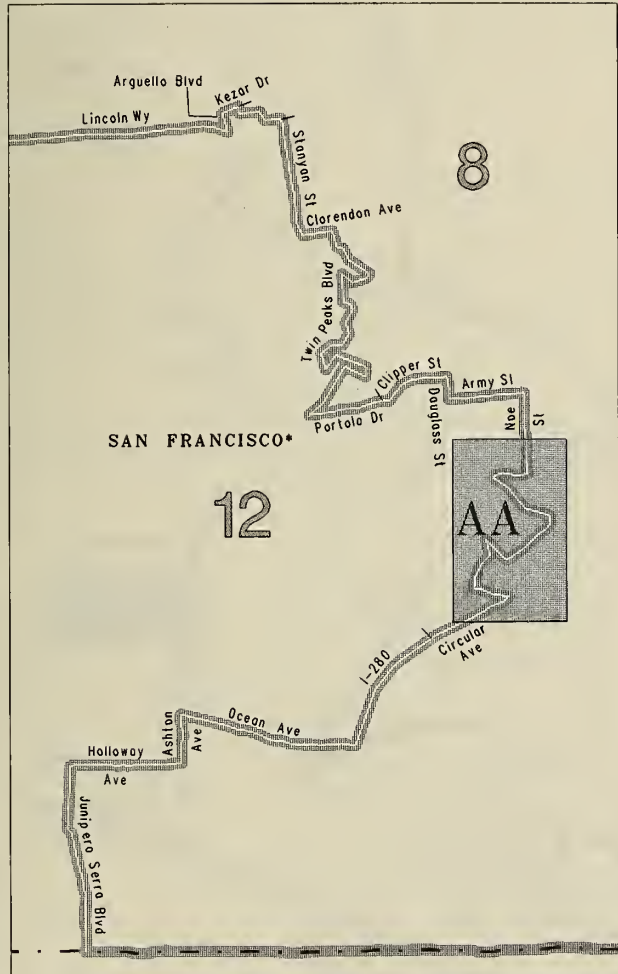 Arguello Blvd
Kezar Dr
Lincoln Wy
Stanyan St
8
Clarendon Ave
Twin Peaks Blvd
Clipper St
Army St
Portola Dr
Douglass St
Noe St
SAN FRANCISCO*
12
AA
Circular Ave
I-280
Ocean Ave
Ashton Ave
Holloway Ave
Junipero Serra Blvd